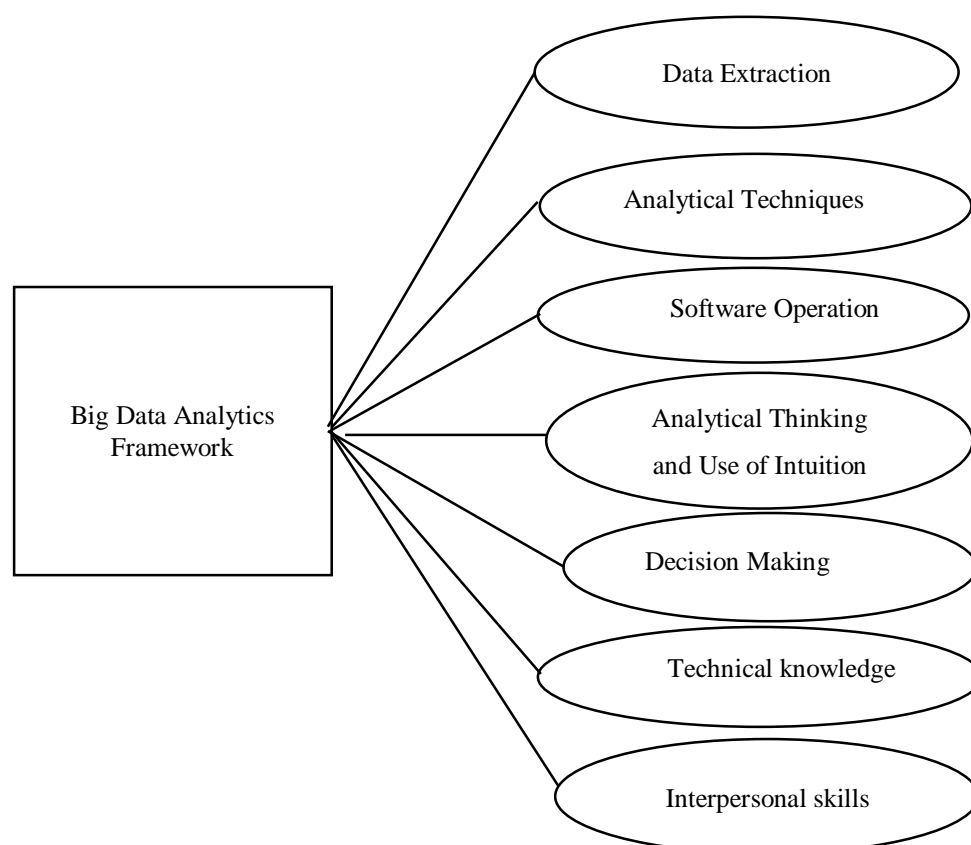 Data Extraction
Analytical Techniques
Software Operation
Big Data Analytics
Framework
Analytical Thinking
and Use of Intuition
Decision Making
Technical knowledge
Interpersonal skills